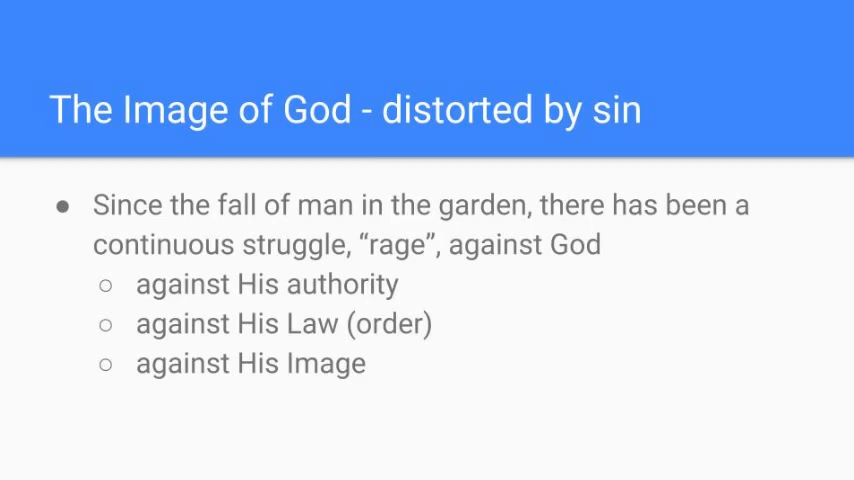 The Image of God - distorted by sin
● Since the fall of man in the garden, there has been a
continuous struggle, “rage”, against God
○ against His authority
○ against His Law (order)
○ against His Image